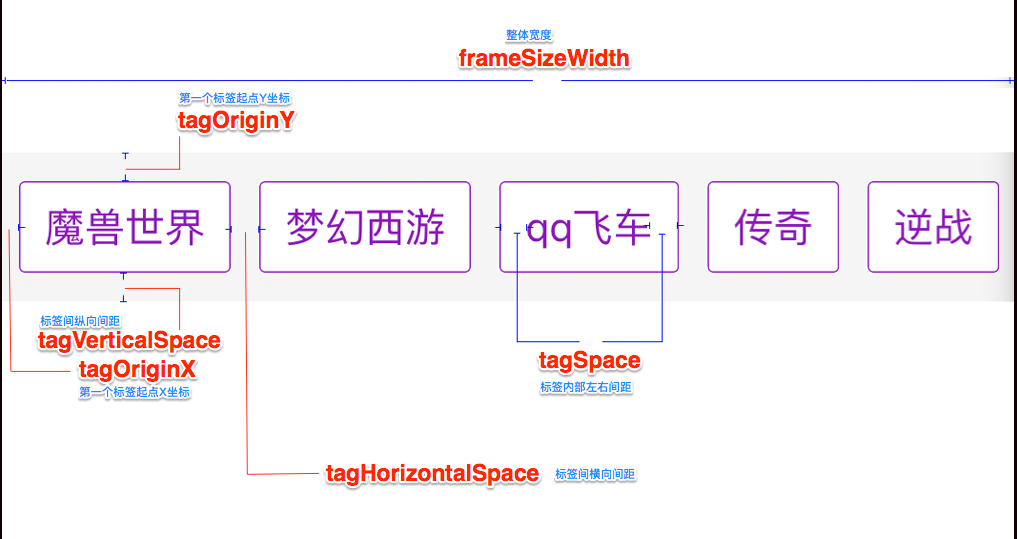 整体宽度
frameSizeWidth
第一个标签起点Y坐标
tagOriginY
魔兽世界
梦幻西游
qq飞车
传奇
逆战
标签间纵向间距
tagVerticalSpace
tagOriginX
第一个标签起点X坐标
tagSpace
标签内部左右间距
tagHorizontalSpace
标签间横向间距